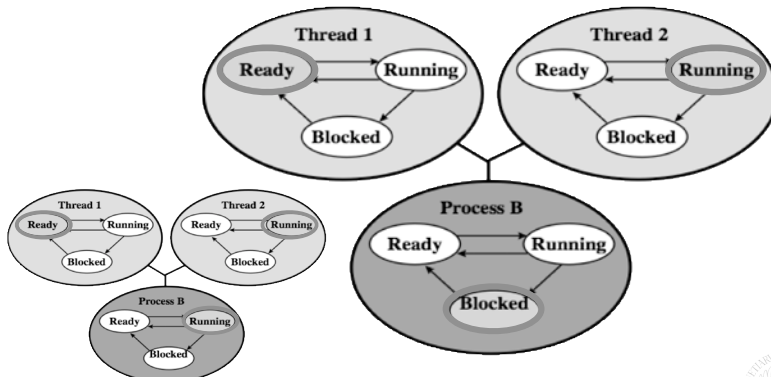 Thread 1
Ready
Running
Blocked
Thread 2
Ready
Running
Blocked
Process B
Ready
Running
Blocked
Thread 1
Ready
Running
Blocked
Thread 2
Ready
Running
Blocked
Process B
Ready
Running
Blocked